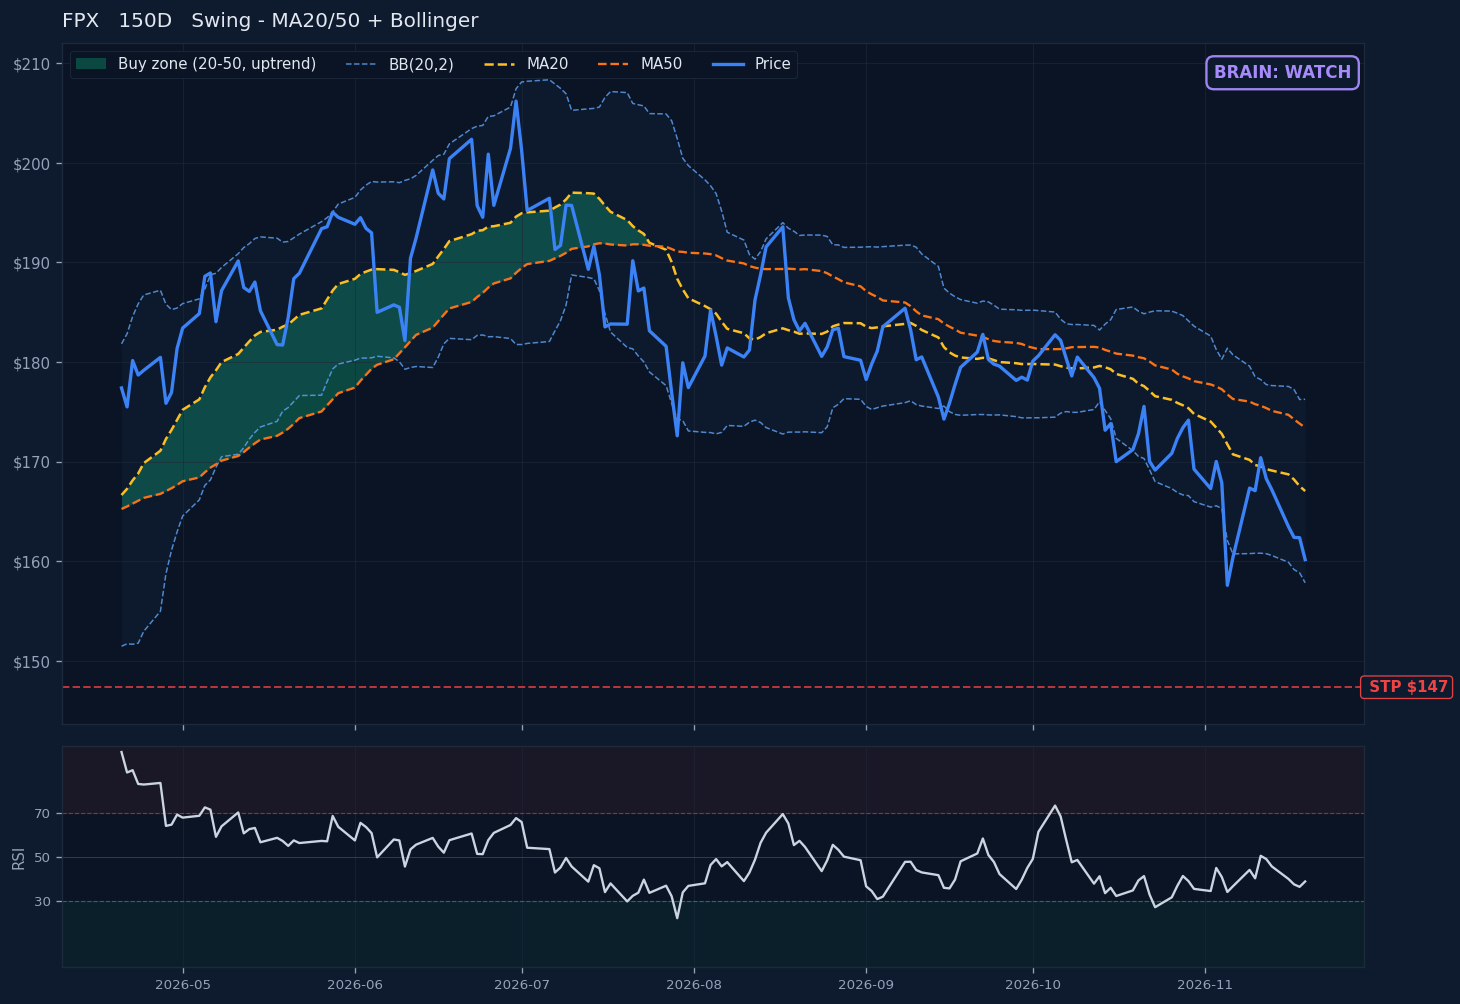 FPX   150D   Swing - MA20/50 + Bollinger
Buy zone (20-50, uptrend)
BB(20,2)
MA20
MA50
Price
BRAIN: WATCH
$210
$200
$190
$180
$170
$160
$150
STP $147
RSI
70
50
30
2026-05
2026-06
2026-07
2026-08
2026-09
2026-10
2026-11